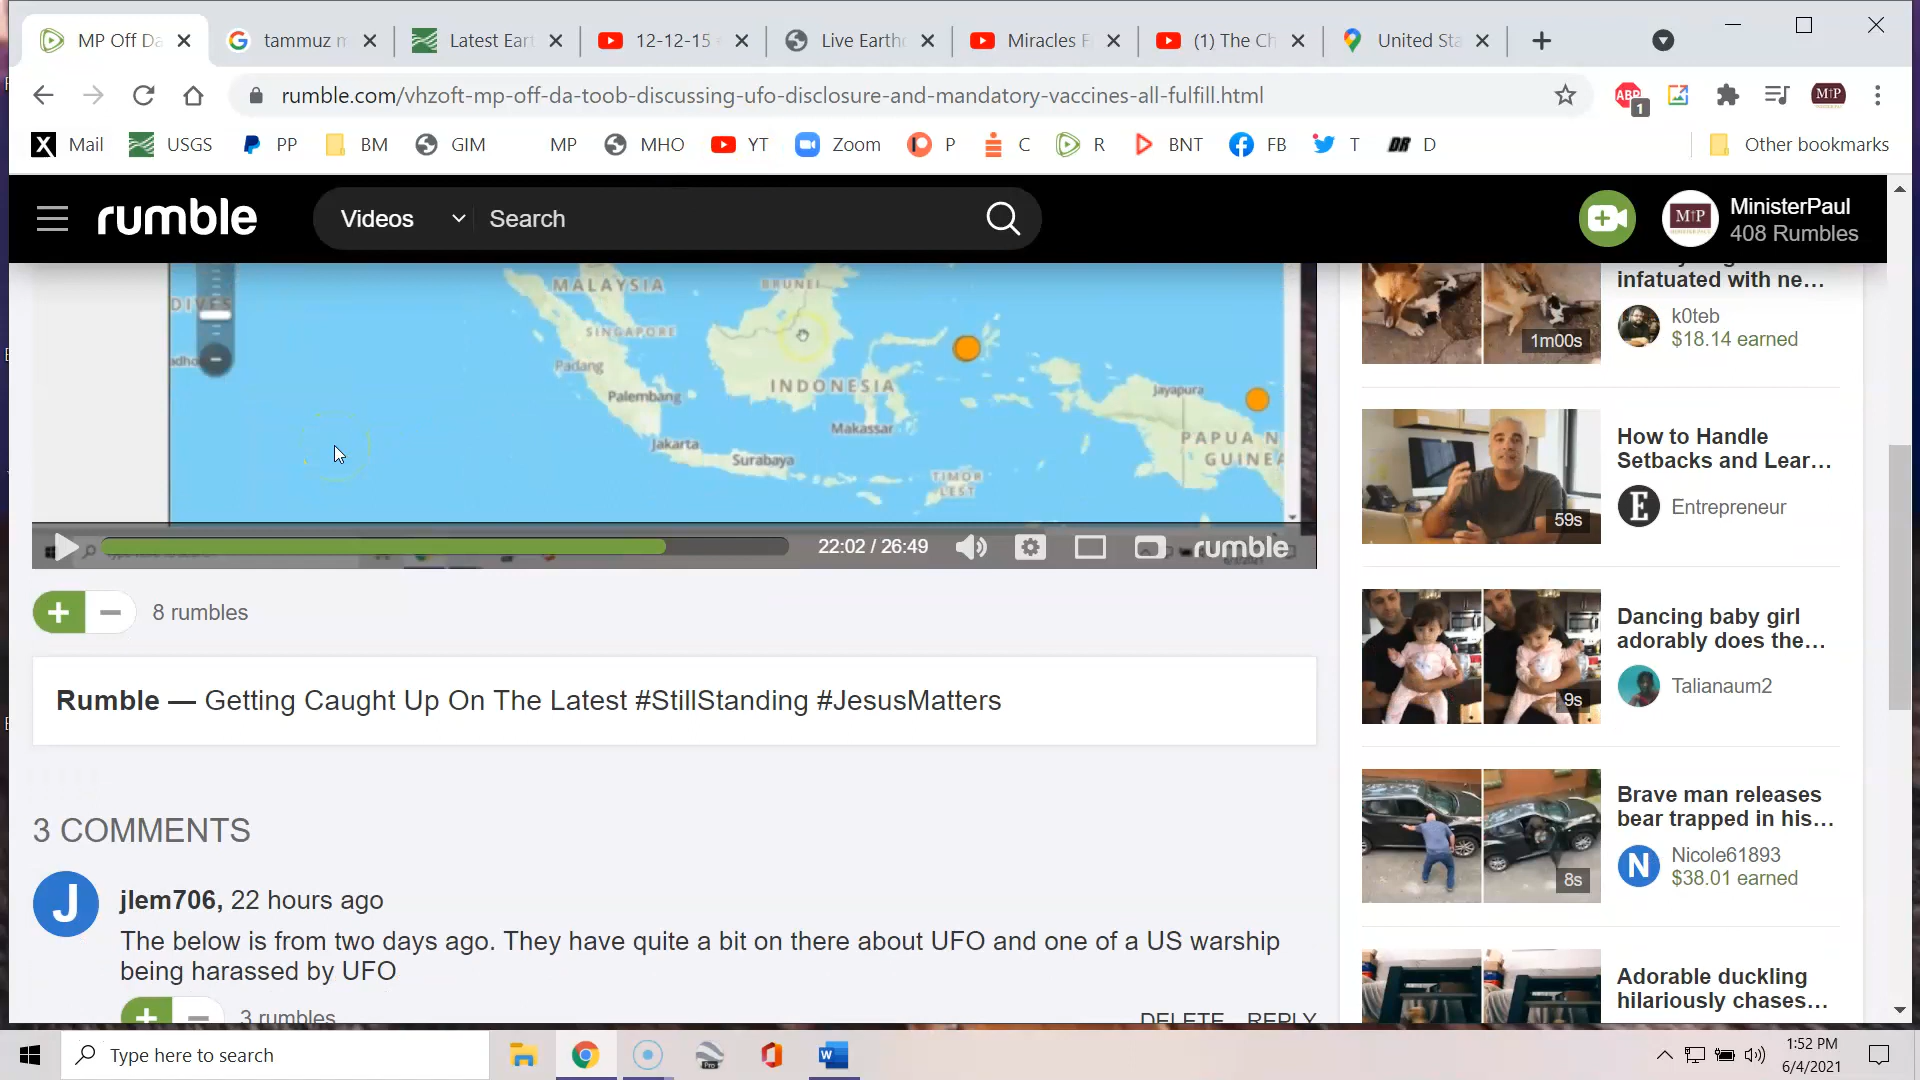 MP Off Da
tammuz m
Latest Eart
12-12-15
Live Earthq
Miracles F
(1) The Ch
United Sta
rumble.com/vhzoft-mp-off-da-toob-discussing-ufo-disclosure-and-mandatory-vaccines-all-fulfill.html
ABP
1
M†P
X Mail
USGS
PP
BM
GIM
MP
MHO
YT
Zoom
P
C
R
BNT
FB
T
DR D
Other bookmarks
rumble
Videos
Search
M†P
MinisterPaul
408 Rumbles
MALAYSIA
BRUNEI
DIVES
SINGAPORE
Padang
INDONESIA
Palembang
Makassar
Jakarta
Surabaya
Jayapura
PAPUA N
GUINEA
TIMOR
LEST
22:02 / 26:49
rumble
8 rumbles
Rumble — Getting Caught Up On The Latest #StillStanding #JesusMatters
3 COMMENTS
J
jlem706, 22 hours ago
The below is from two days ago. They have quite a bit on there about UFO and one of a US warship
being harassed by UFO
3 rumbles
DELETE
REPLY
infatuated with ne...
k0teb
$18.14 earned
1m00s
How to Handle
Setbacks and Lear...
E
Entrepreneur
59s
Dancing baby girl
adorably does the...
Talianaum2
9s
Brave man releases
bear trapped in his...
N
Nicole61893
$38.01 earned
8s
Adorable duckling
hilariously chases...
Type here to search
1:52 PM
6/4/2021